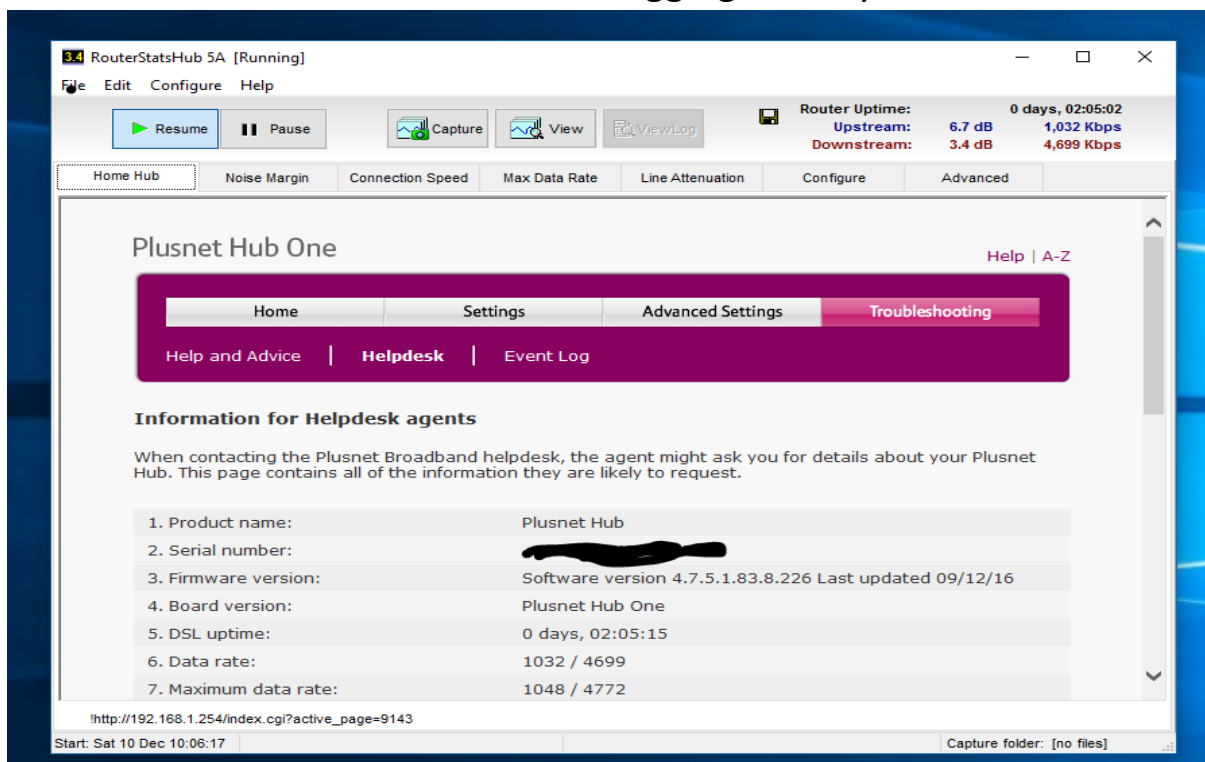 3.4 RouterStatsHub 5A [Running]
File Edit Configure Help
Resume Pause Capture View ViewLog
Router Uptime: 0 days, 02:05:02
Upstream: 6.7 dB 1,032 Kbps
Downstream: 3.4 dB 4,699 Kbps
Home Hub Noise Margin Connection Speed Max Data Rate Line Attenuation Configure Advanced
Plusnet Hub One
Help | A-Z
Home Settings Advanced Settings Troubleshooting
Help and Advice | Helpdesk | Event Log
Information for Helpdesk agents
When contacting the Plusnet Broadband helpdesk, the agent might ask you for details about your Plusnet
Hub. This page contains all of the information they are likely to request.
1. Product name: Plusnet Hub
2. Serial number:
3. Firmware version: Software version 4.7.5.1.83.8.226 Last updated 09/12/16
4. Board version: Plusnet Hub One
5. DSL uptime: 0 days, 02:05:15
6. Data rate: 1032 / 4699
7. Maximum data rate: 1048 / 4772
!http://192.168.1.254/index.cgi?active_page=9143
Start: Sat 10 Dec 10:06:17 Capture folder: [no files]